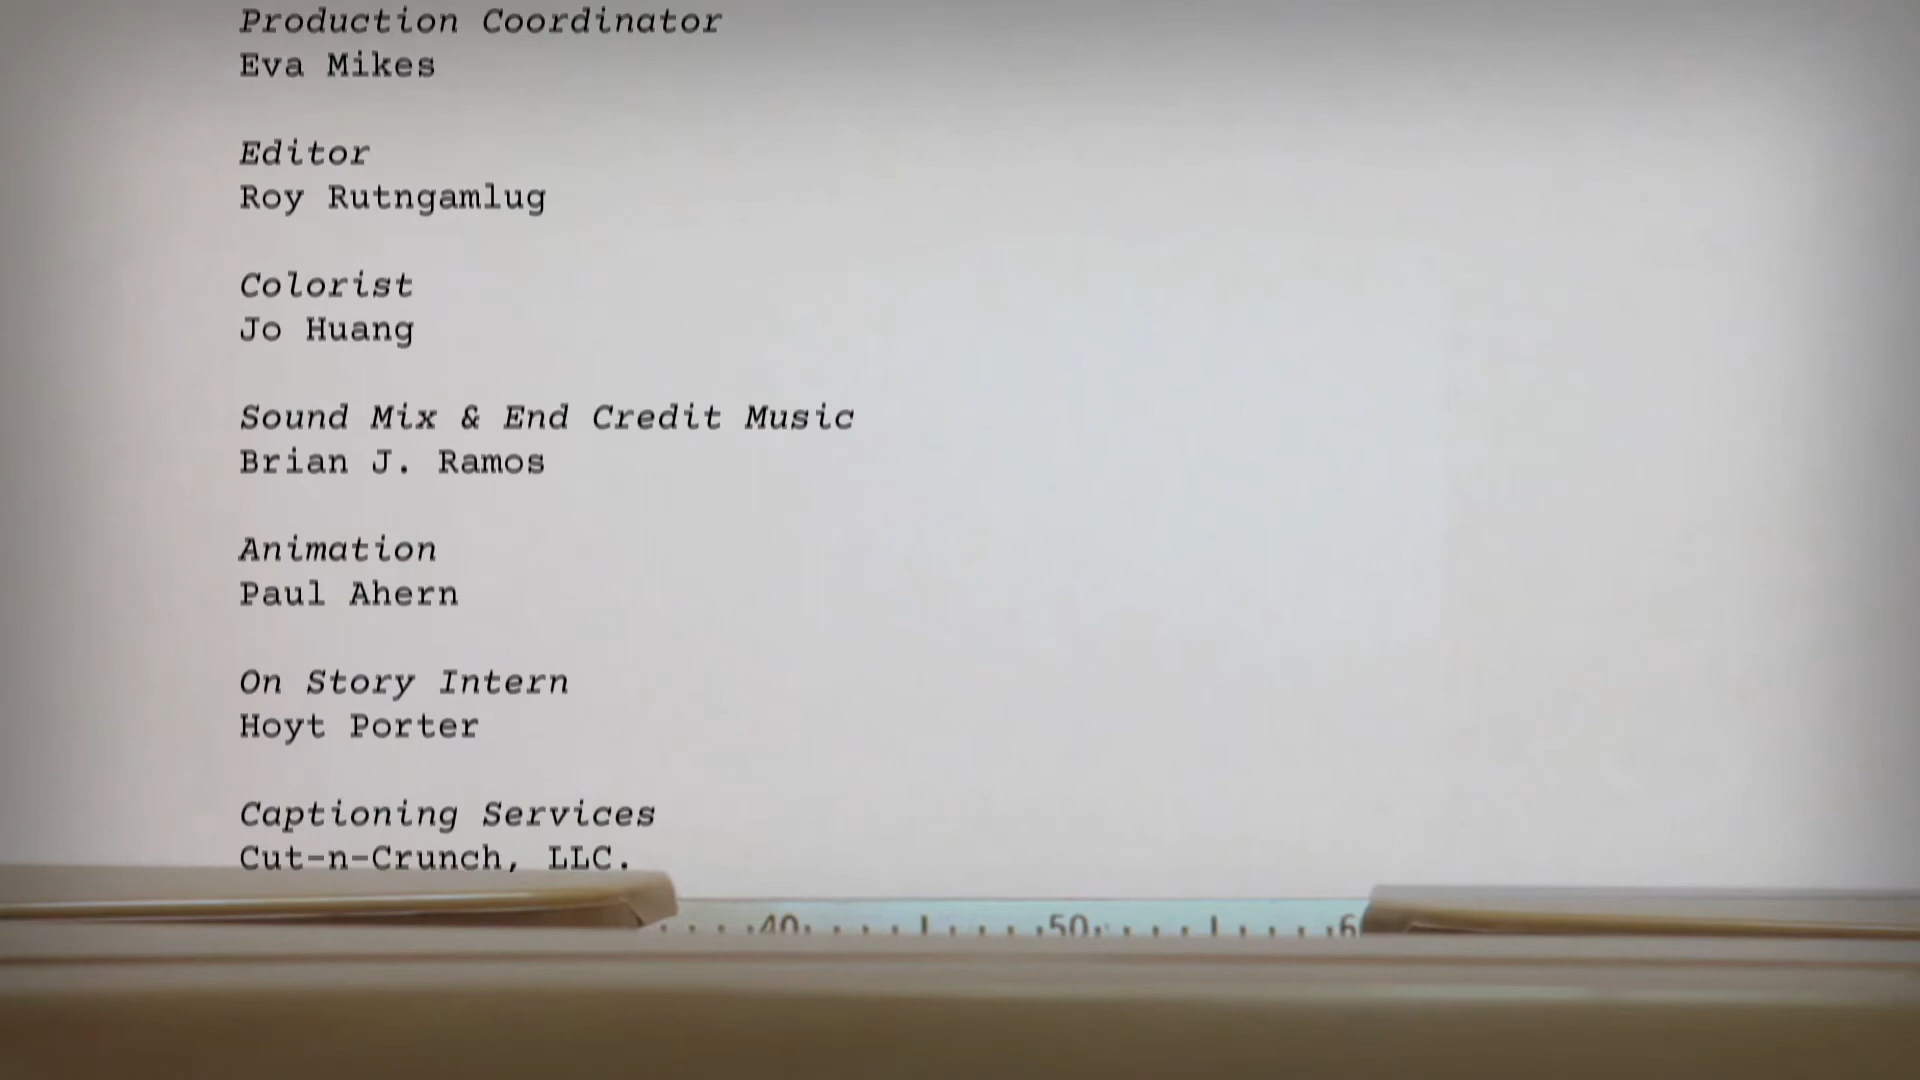 Production Coordinator
Eva Mikes
Editor
Roy Rutngamlug
Colorist
Jo Huang
Sound Mix & End Credit Music
Brian J. Ramos
Animation
Paul Ahern
On Story Intern
Hoyt Porter
Captioning Services
Cut-n-Crunch, LLC.
40 50